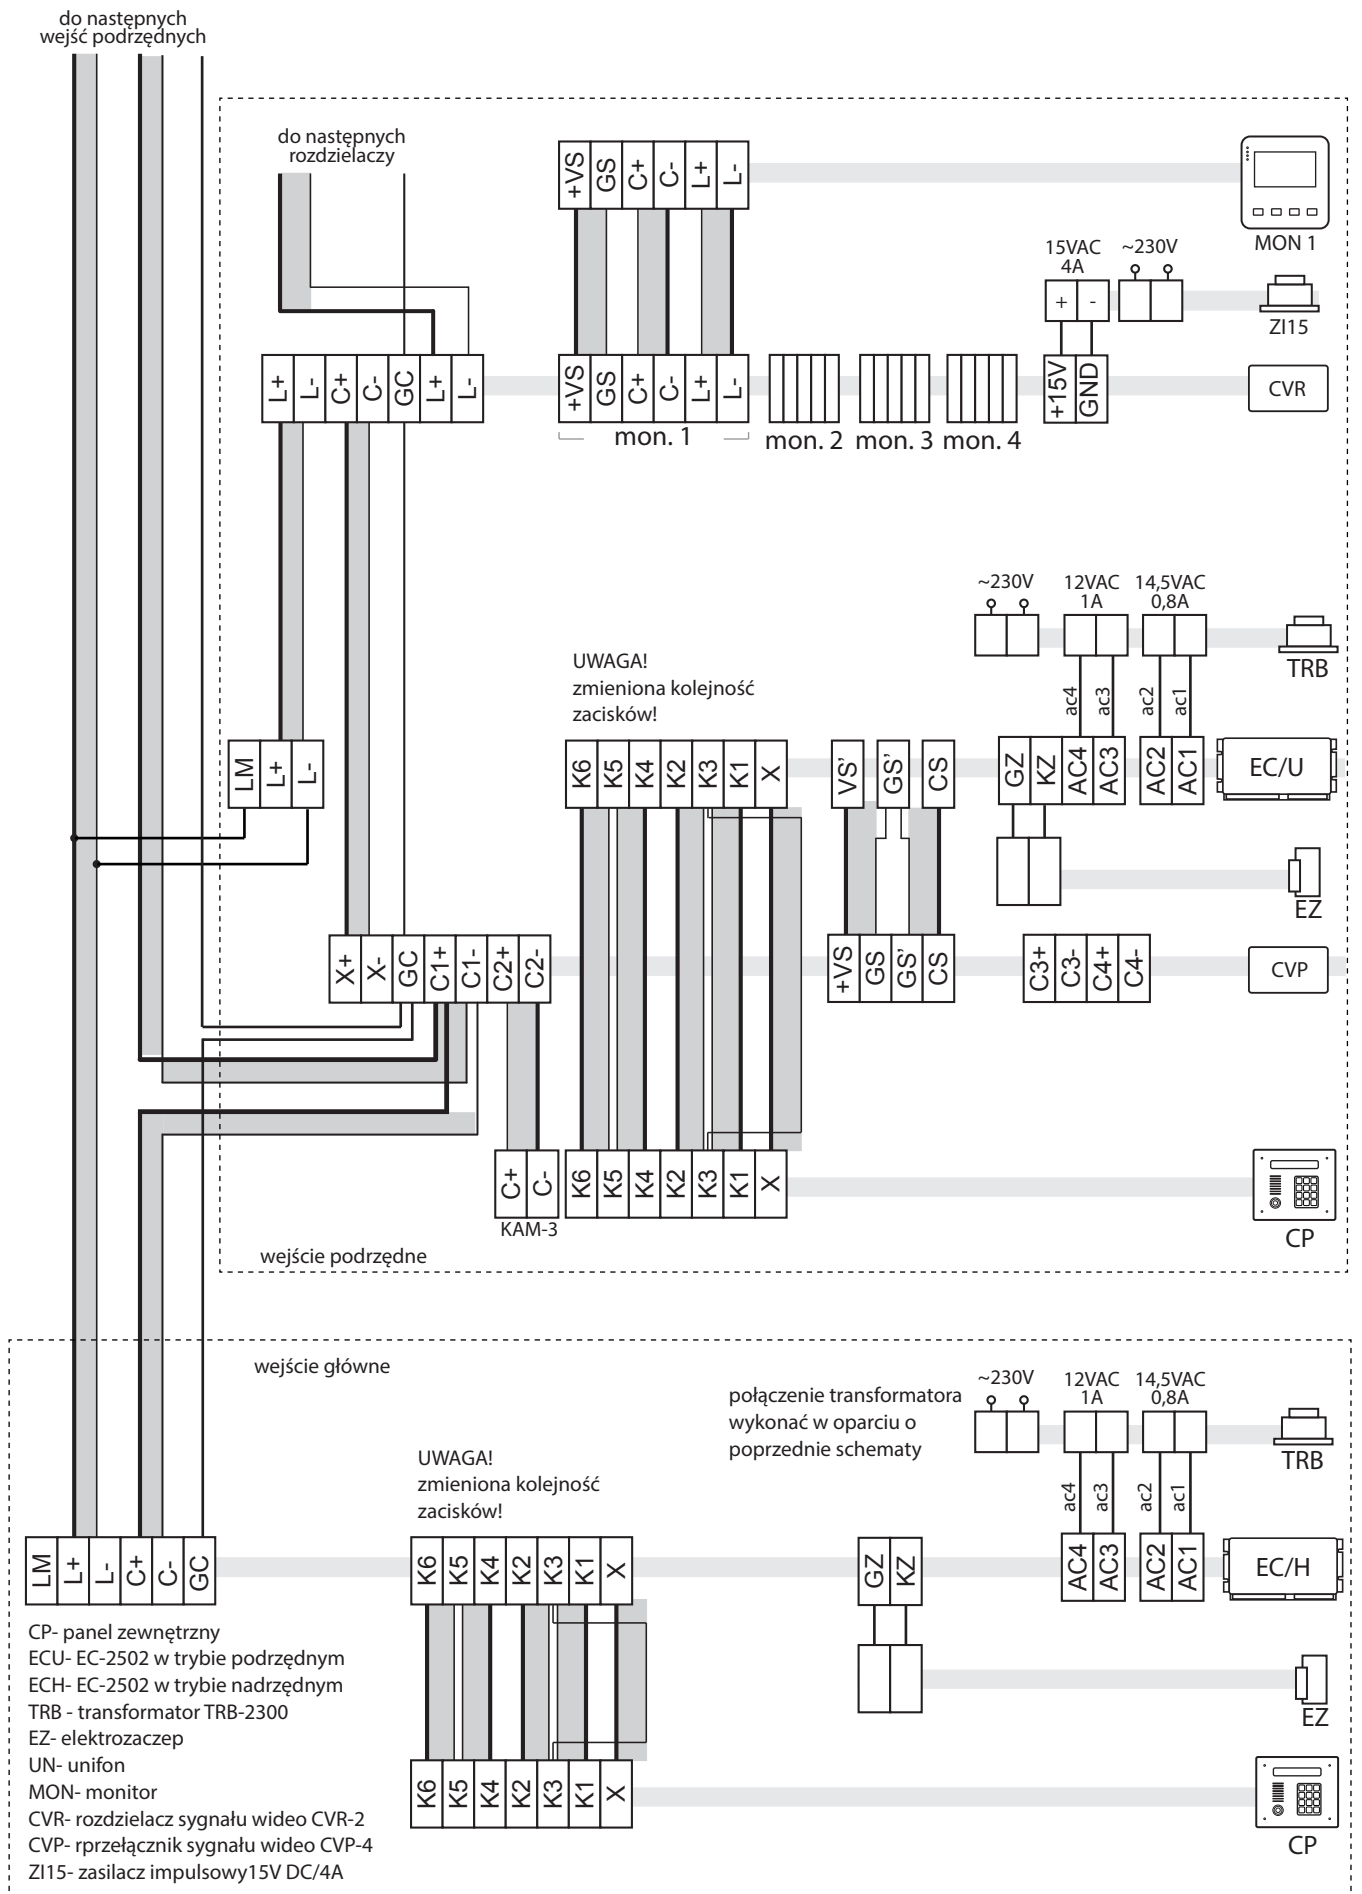 do następnych
wejść podrzędnych
do następnych
rozdzielaczy
+VS GS C+ C- L+ L-
MON 1
15VAC
4A
~230V
+ -
ZI15
L+ L- C+ C- GC L+ L-
+VS GS C+ C- L+ L-
+15V GND
CVR
mon. 1 mon. 2 mon. 3 mon. 4
~230V
12VAC
1A
14,5VAC
0,8A
TRB
UWAGA!
zmieniona kolejność
zacisków!
ac4 ac3 ac2 ac1
LM L+ L-
K6 K5 K4 K2 K3 K1 X
VS' GS' CS
GZ KZ AC4 AC3 AC2 AC1
EC/U
EZ
X+ X- GC C1+ C1- C2+ C2-
+VS GS GS' CS
C3+ C3- C4+ C4-
CVP
C+ C-
KAM-3
K6 K5 K4 K2 K3 K1 X
CP
wejście podrzędne
wejście główne
połączenie transformatora
wykonać w oparciu o
poprzednie schematy
~230V
12VAC
1A
14,5VAC
0,8A
TRB
UWAGA!
zmieniona kolejność
zacisków!
ac4 ac3 ac2 ac1
LM L+ L- C+ C- GC
K6 K5 K4 K2 K3 K1 X
GZ KZ
AC4 AC3 AC2 AC1
EC/H
EZ
K6 K5 K4 K2 K3 K1 X
CP
CP- panel zewnętrzny
ECU- EC-2502 w trybie podrzędnym
ECH- EC-2502 w trybie nadrzędnym
TRB - transformator TRB-2300
EZ- elektrozaczep
UN- unifon
MON- monitor
CVR- rozdzielacz sygnału wideo CVR-2
CVP- rprzełącznik sygnału wideo CVP-4
ZI15- zasilacz impulsowy15V DC/4A